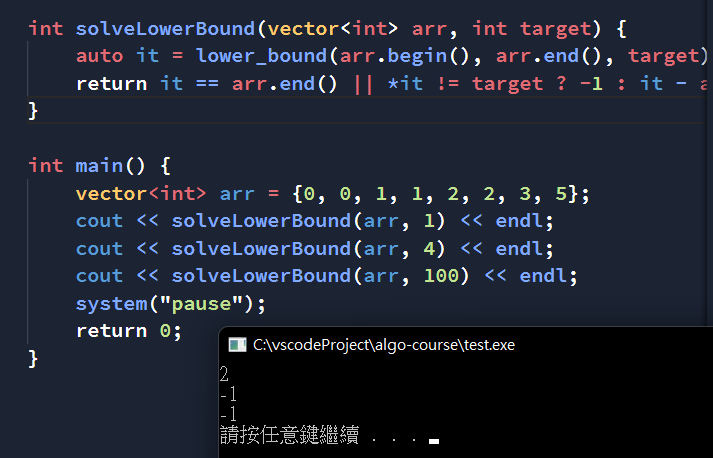 int solveLowerBound(vector<int> arr, int target) {
    auto it = lower_bound(arr.begin(), arr.end(), target)
    return it == arr.end() || *it != target ? -1 : it - a
}
int main() {
    vector<int> arr = {0, 0, 1, 1, 2, 2, 3, 5};
    cout << solveLowerBound(arr, 1) << endl;
    cout << solveLowerBound(arr, 4) << endl;
    cout << solveLowerBound(arr, 100) << endl;
    system("pause");
    return 0;
}
C:\vscodeProject\algo-course\test.exe
2
-1
-1
請按任意鍵繼續 . . .